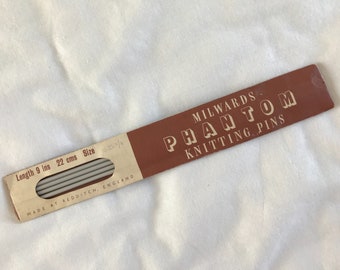 MILWARDS
PHANTOM
KNITTING PINS
Length 9 ins 22 cms Size
MADE AT REDDITCH, ENGLAND